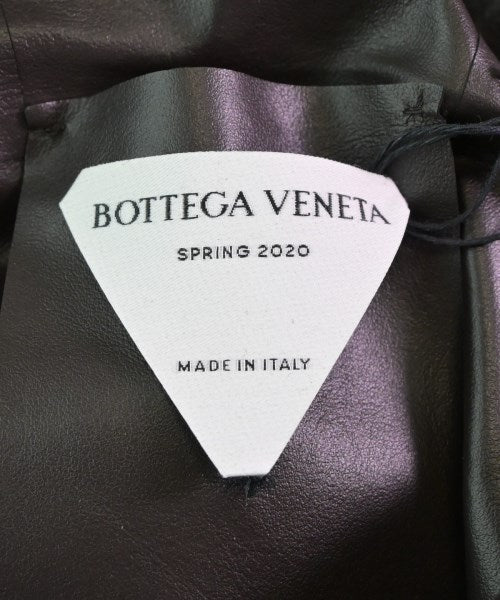 BOTTEGA VENETA
SPRING 2020
MADE IN ITALY